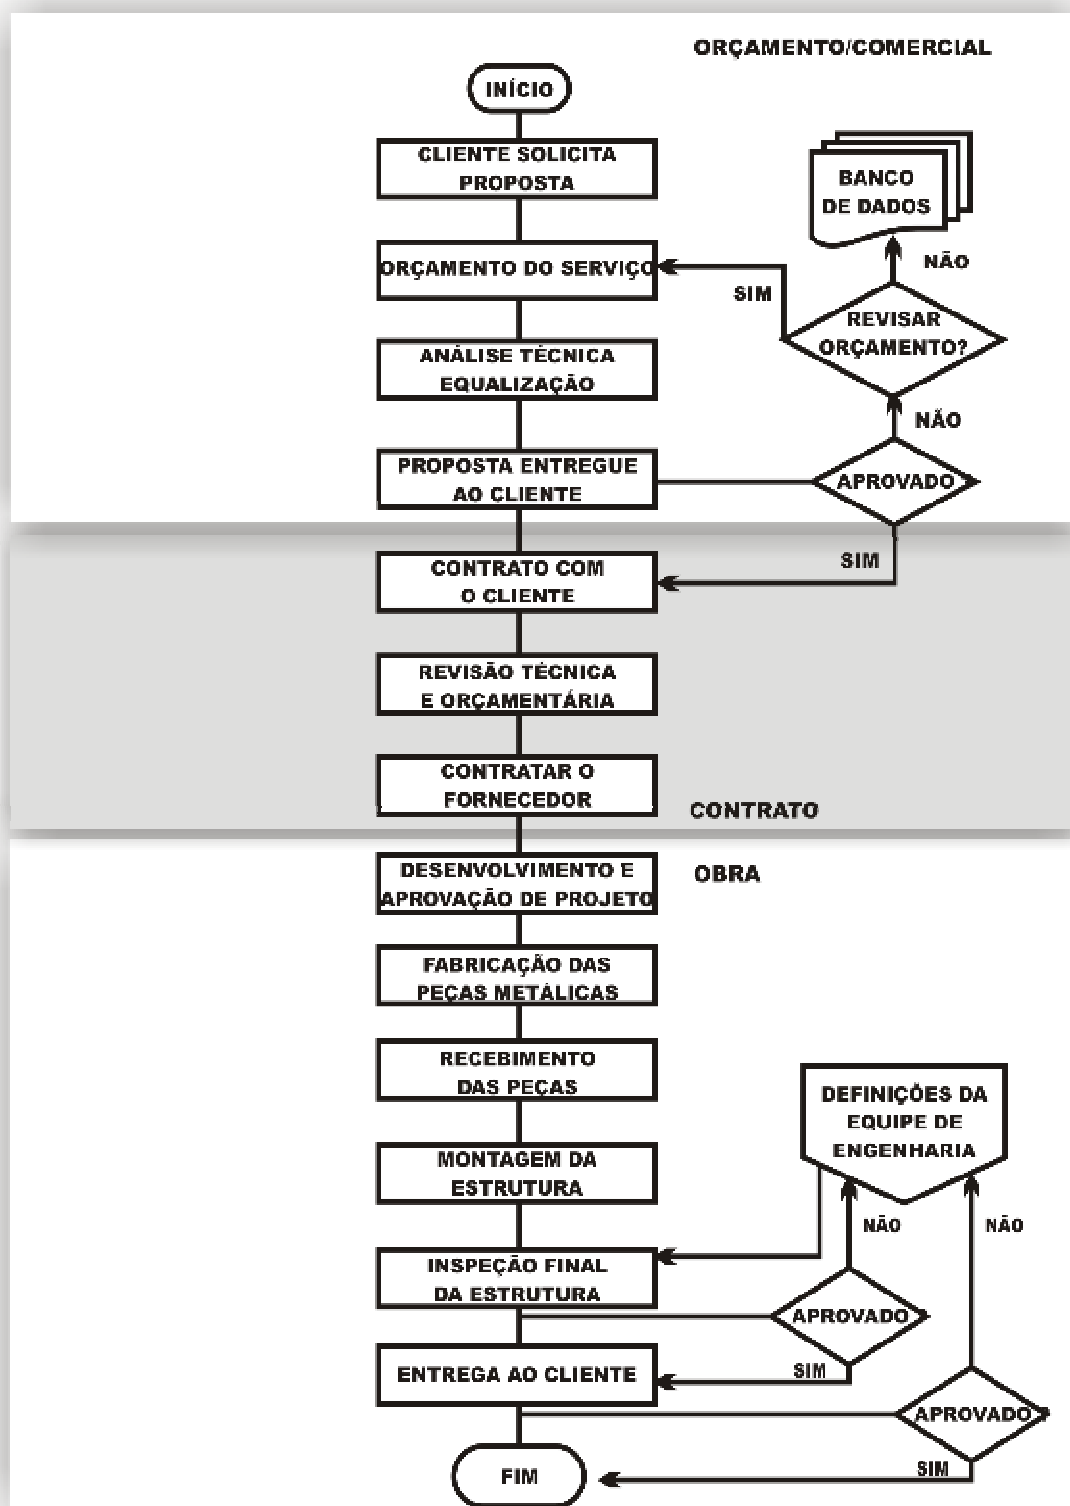 ORÇAMENTO/COMERCIAL
INÍCIO
CLIENTE SOLICITA
PROPOSTA
BANCO
DE DADOS
ORÇAMENTO DO SERVIÇO
NÃO
SIM
REVISAR
ORÇAMENTO?
ANÁLISE TÉCNICA
EQUALIZAÇÃO
NÃO
PROPOSTA ENTREGUE
AO CLIENTE
APROVADO ?
SIM
CONTRATO COM
O CLIENTE
REVISÃO TÉCNICA
E ORÇAMENTÁRIA
CONTRATAR O
FORNECEDOR
CONTRATO
DESENVOLVIMENTO E
APROVAÇÃO DE PROJETO
OBRA
FABRICAÇÃO DAS
PEÇAS METÁLICAS
RECEBIMENTO
DAS PEÇAS
DEFINIÇÕES DA
EQUIPE DE
ENGENHARIA
MONTAGEM DA
ESTRUTURA
NÃO
NÃO
INSPEÇÃO FINAL
DA ESTRUTURA
APROVADO ?
SIM
ENTREGA AO CLIENTE
APROVADO ?
SIM
FIM